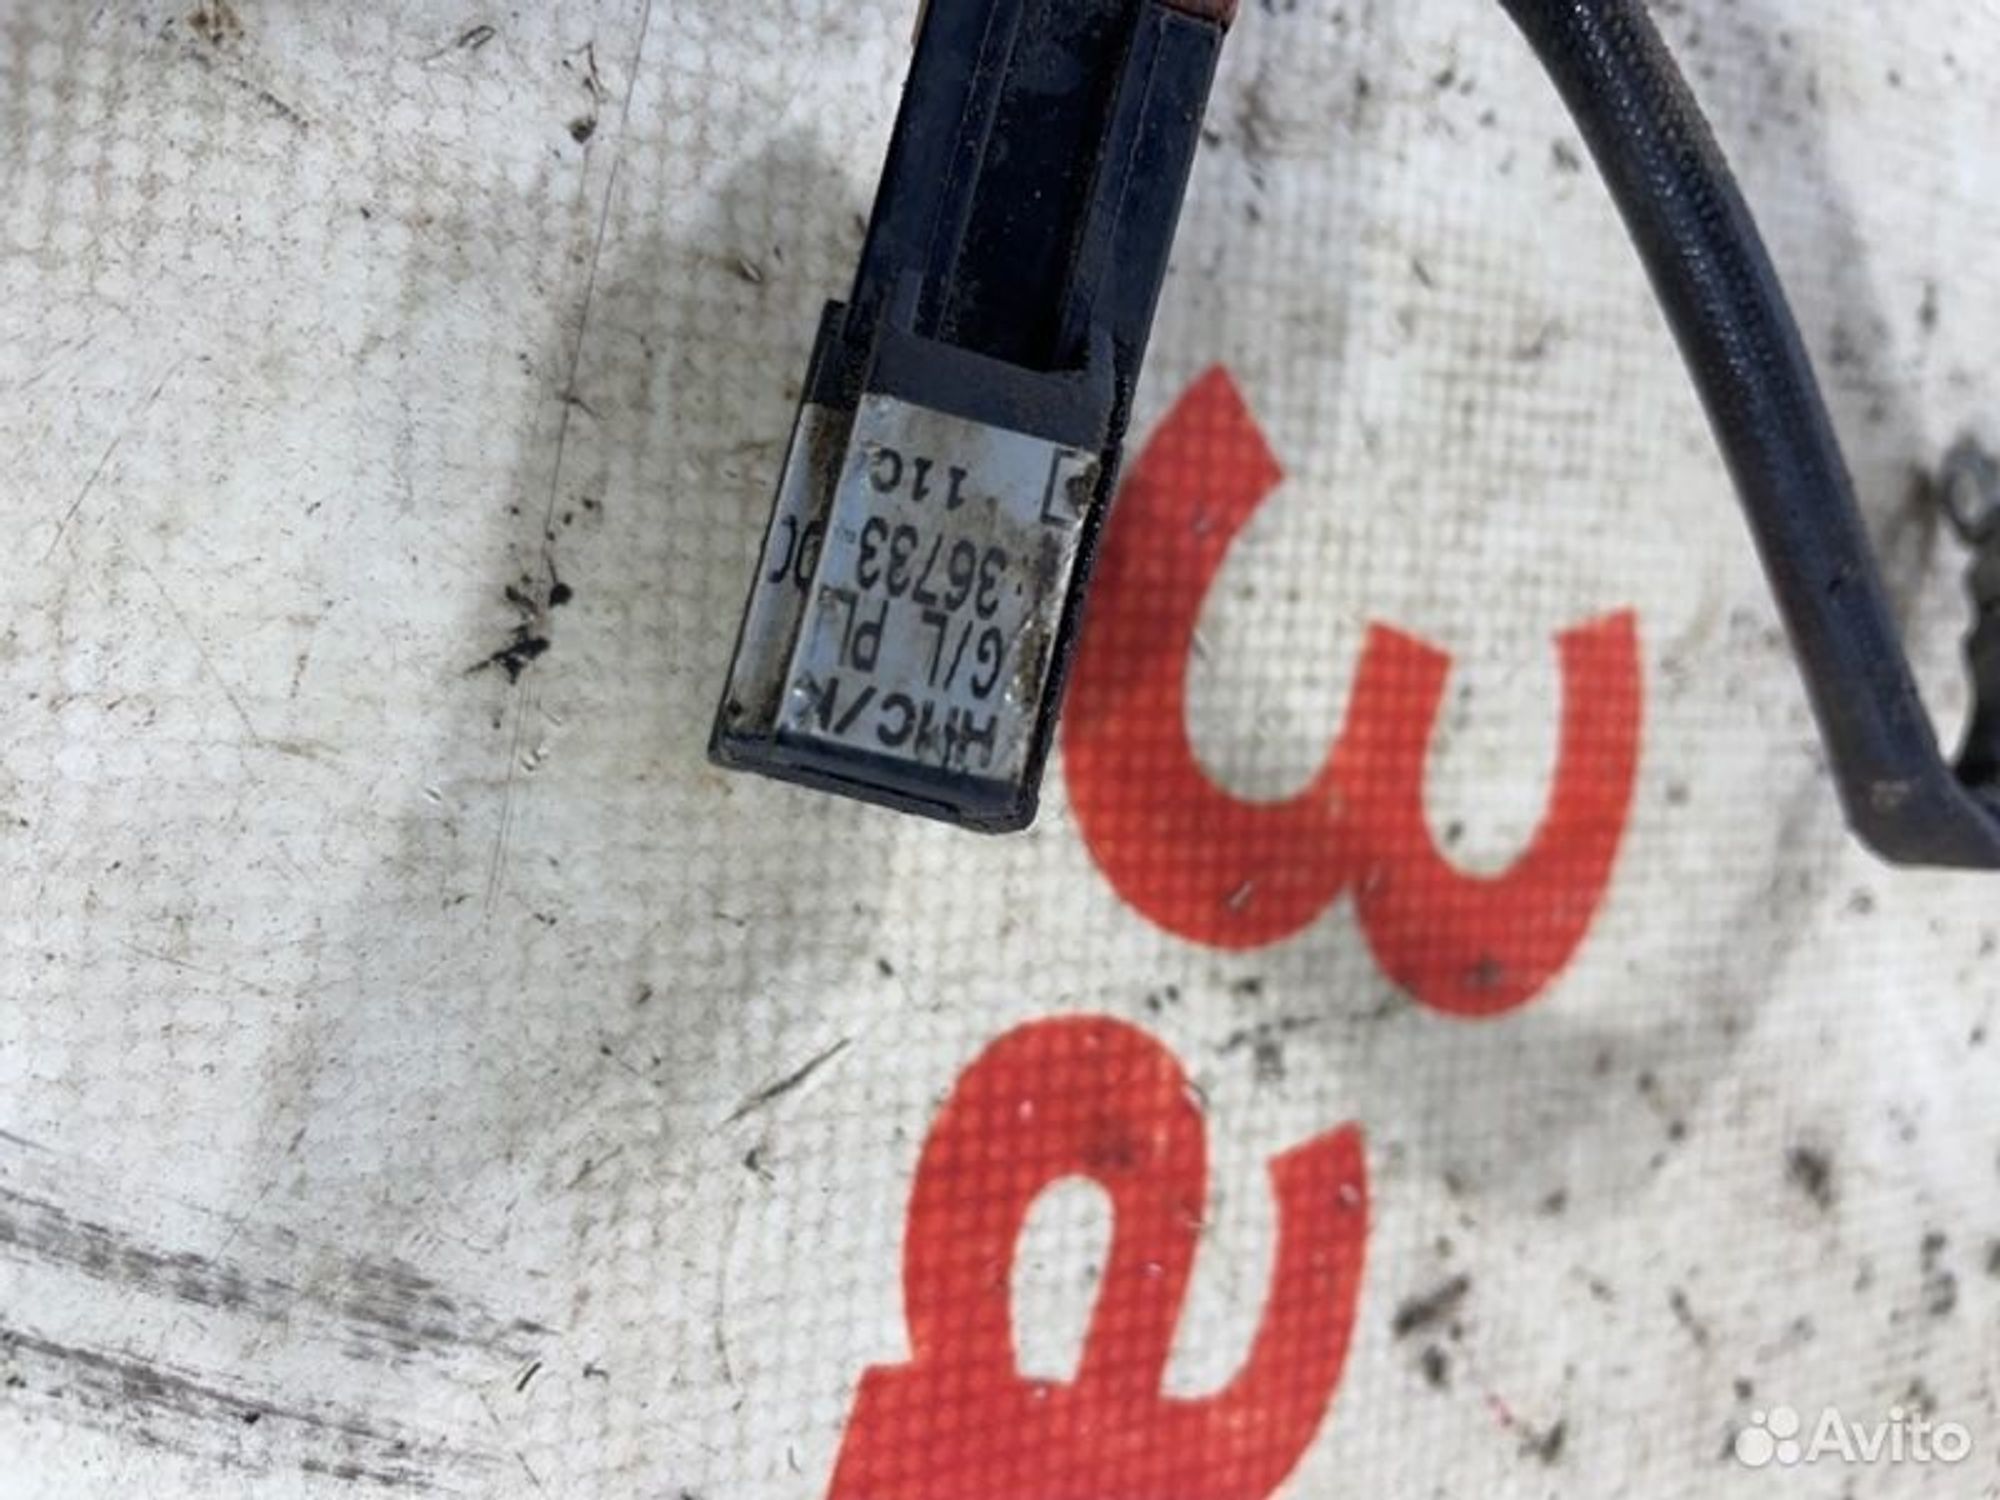 HMC/K
G/L PL
36733-
11C
Avito